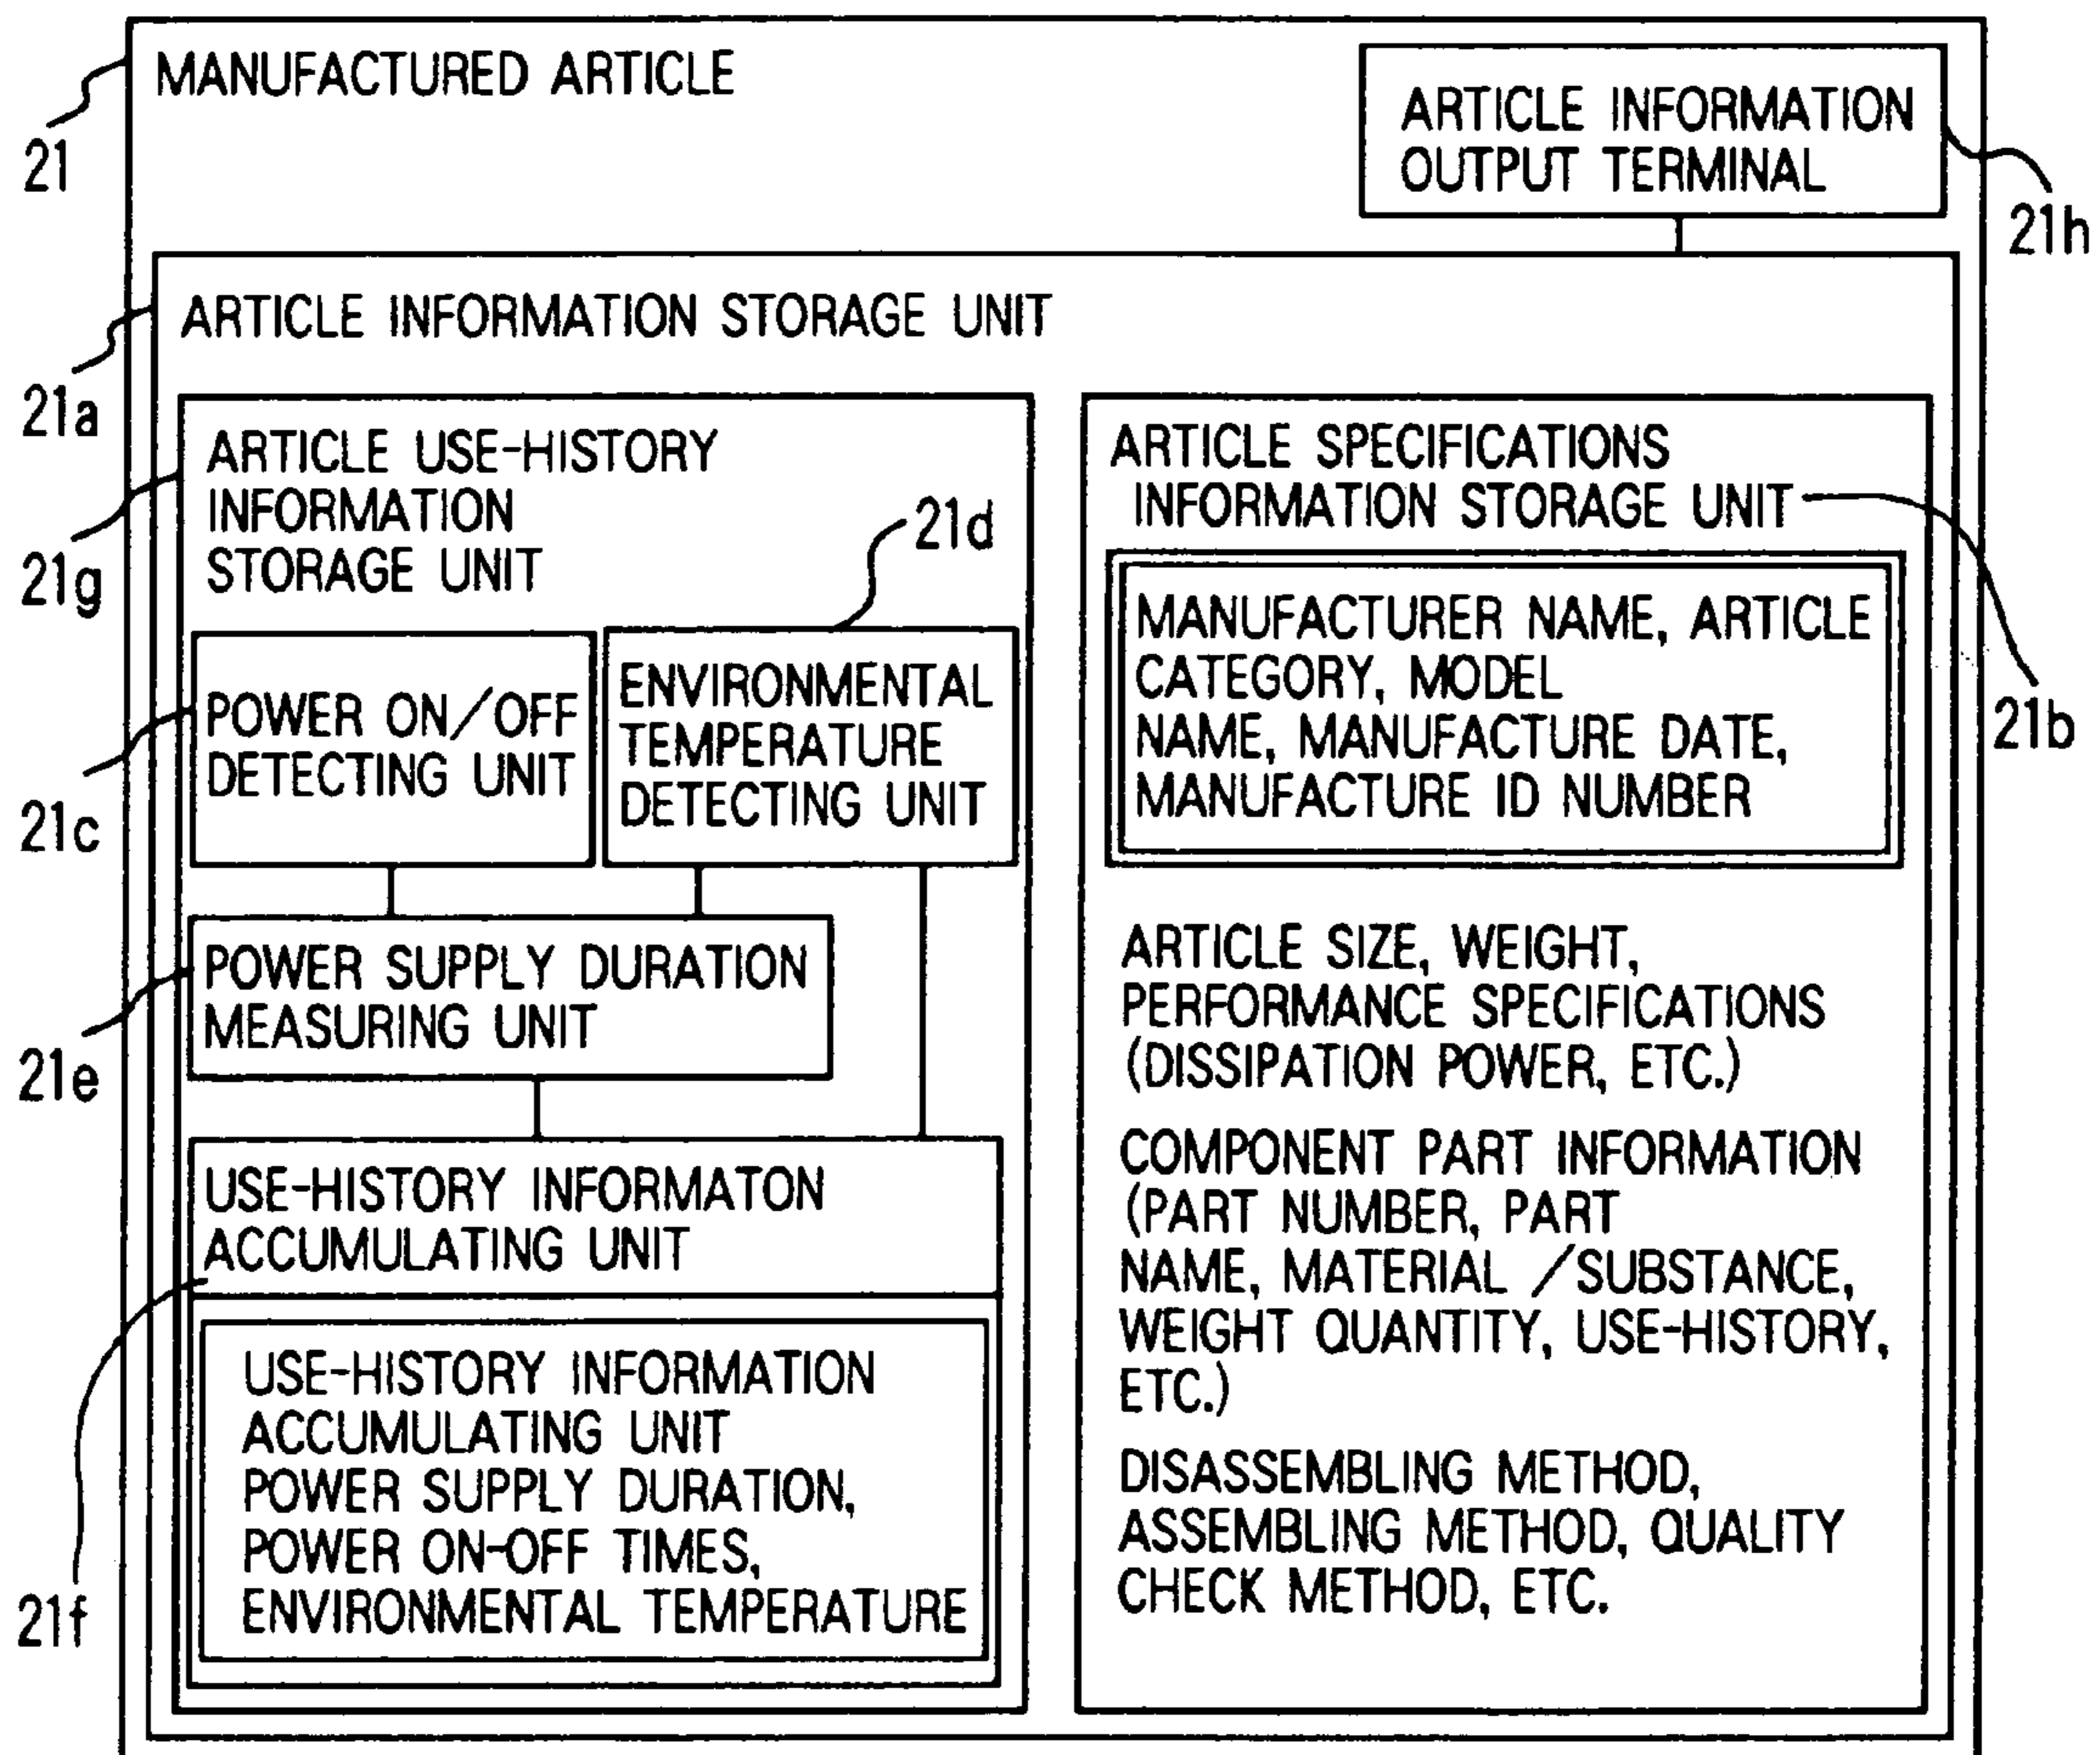 MANUFACTURED ARTICLE
21
ARTICLE INFORMATION
OUTPUT TERMINAL
21h
ARTICLE INFORMATION STORAGE UNIT
21a
ARTICLE USE-HISTORY
INFORMATION
STORAGE UNIT
21g
21d
POWER ON/OFF
DETECTING UNIT
21c
ENVIRONMENTAL
TEMPERATURE
DETECTING UNIT
POWER SUPPLY DURATION
MEASURING UNIT
21e
USE-HISTORY INFORMATON
ACCUMULATING UNIT
21f
USE-HISTORY INFORMATION
ACCUMULATING UNIT
POWER SUPPLY DURATION,
POWER ON-OFF TIMES,
ENVIRONMENTAL TEMPERATURE
ARTICLE SPECIFICATIONS
INFORMATION STORAGE UNIT
21b
MANUFACTURER NAME, ARTICLE
CATEGORY, MODEL
NAME, MANUFACTURE DATE,
MANUFACTURE ID NUMBER
ARTICLE SIZE, WEIGHT,
PERFORMANCE SPECIFICATIONS
(DISSIPATION POWER, ETC.)
COMPONENT PART INFORMATION
(PART NUMBER, PART
NAME, MATERIAL /SUBSTANCE,
WEIGHT QUANTITY, USE-HISTORY,
ETC.)
DISASSEMBLING METHOD,
ASSEMBLING METHOD, QUALITY
CHECK METHOD, ETC.